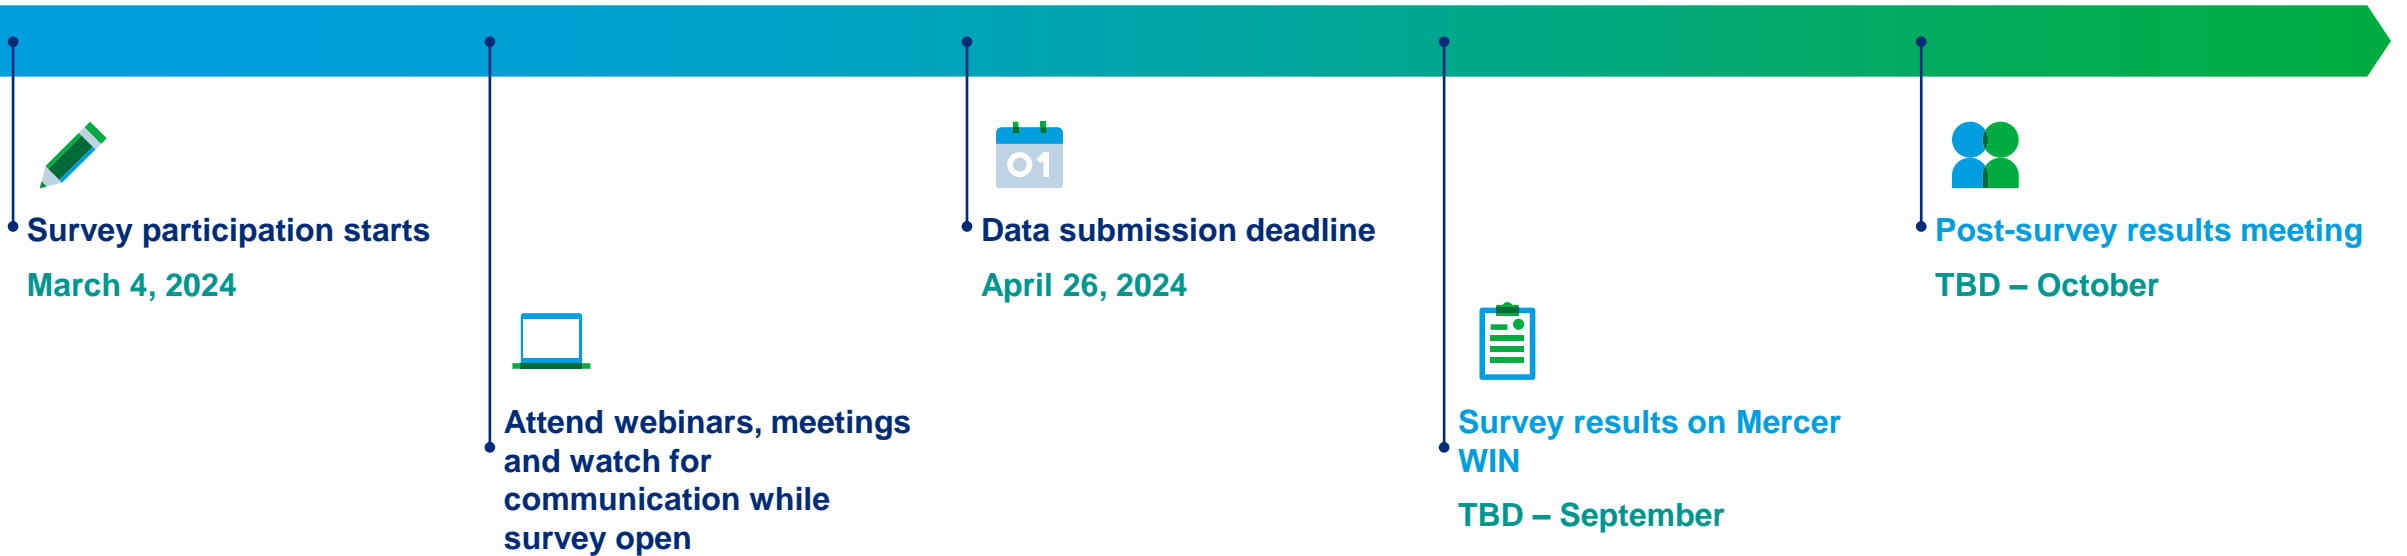 01
Survey participation starts
March 4, 2024
Attend webinars, meetings
and watch for
communication while
survey open
Data submission deadline
April 26, 2024
Survey results on Mercer
WIN
TBD – September
Post-survey results meeting
TBD – October